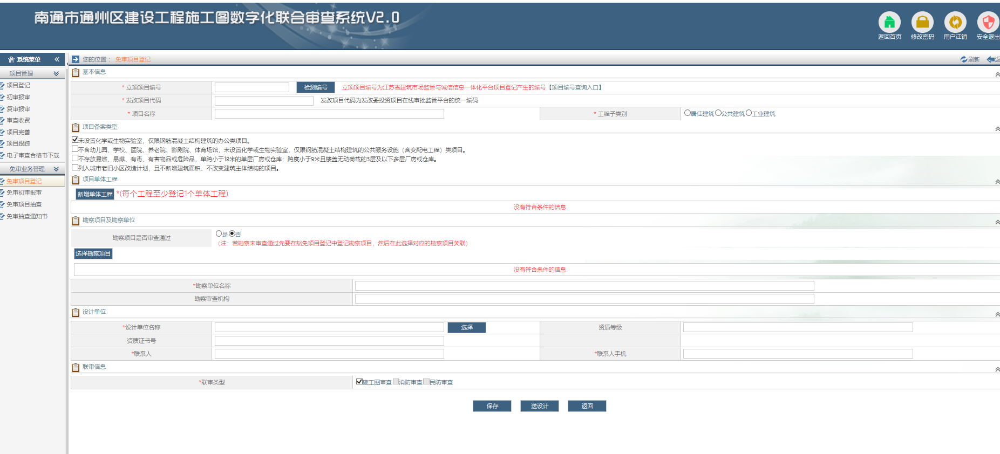 南通市通州区建设工程施工图数字化联合审查系统V2.0
返回首页 修改密码 用户注销 安全退出
系统菜单 «
您的位置： 免审项目登记 刷新 返
项目管理
项目登记
初审报审
复审报审
审查收费
项目完善
项目跟踪
电子审查合格书下载
免审业务管理
免审项目登记
免审初审报审
免审项目抽查
免审抽查通知书
基本信息
* 立项项目编号 检测编号 立项项目编号为江苏省建筑市场监管与诚信信息一体化平台项目登记产生的编号【项目编号查询入口】
* 发改项目代码 发改项目代码为发改委投资项目在线审批监管平台的统一编码
* 项目名称 * 工程子类别 居住建筑 公共建筑 工业建筑
项目备案类型
未设置化学或生物实验室，仅限钢筋混凝土结构建筑的办公类项目。
不含幼儿园、学校、医院、养老院、影剧院、体育场馆，未设置化学或生物实验室，仅限钢筋混凝土结构建筑的公共服务设施（含变配电工程）类项目。
不存放易燃、易爆、有毒、有害物品或危险品，单跨小于18米的单层厂房或仓库；跨度小于9米且楼盖无动荷载的3层及以下多层厂房或仓库。
列入城市老旧小区改造计划，且不新增建筑面积、不改变建筑主体结构的项目。
项目单体工程
新增单体工程 *(每个工程至少登记1个单体工程)
没有符合条件的信息
勘察项目及勘察单位
勘察项目是否审查通过 是 否
（注：若勘察未审查通过先要在豁免项目登记中登记勘察项目，然后在此选择对应的勘察项目关联）
选择勘察项目
没有符合条件的信息
*勘察单位名称
勘察审查机构
设计单位
*设计单位名称 选择 资质等级
资质证书号
*联系人 *联系人手机
联审信息
*联审类型 施工图审查 消防审查 民防审查
保存 送设计 返回